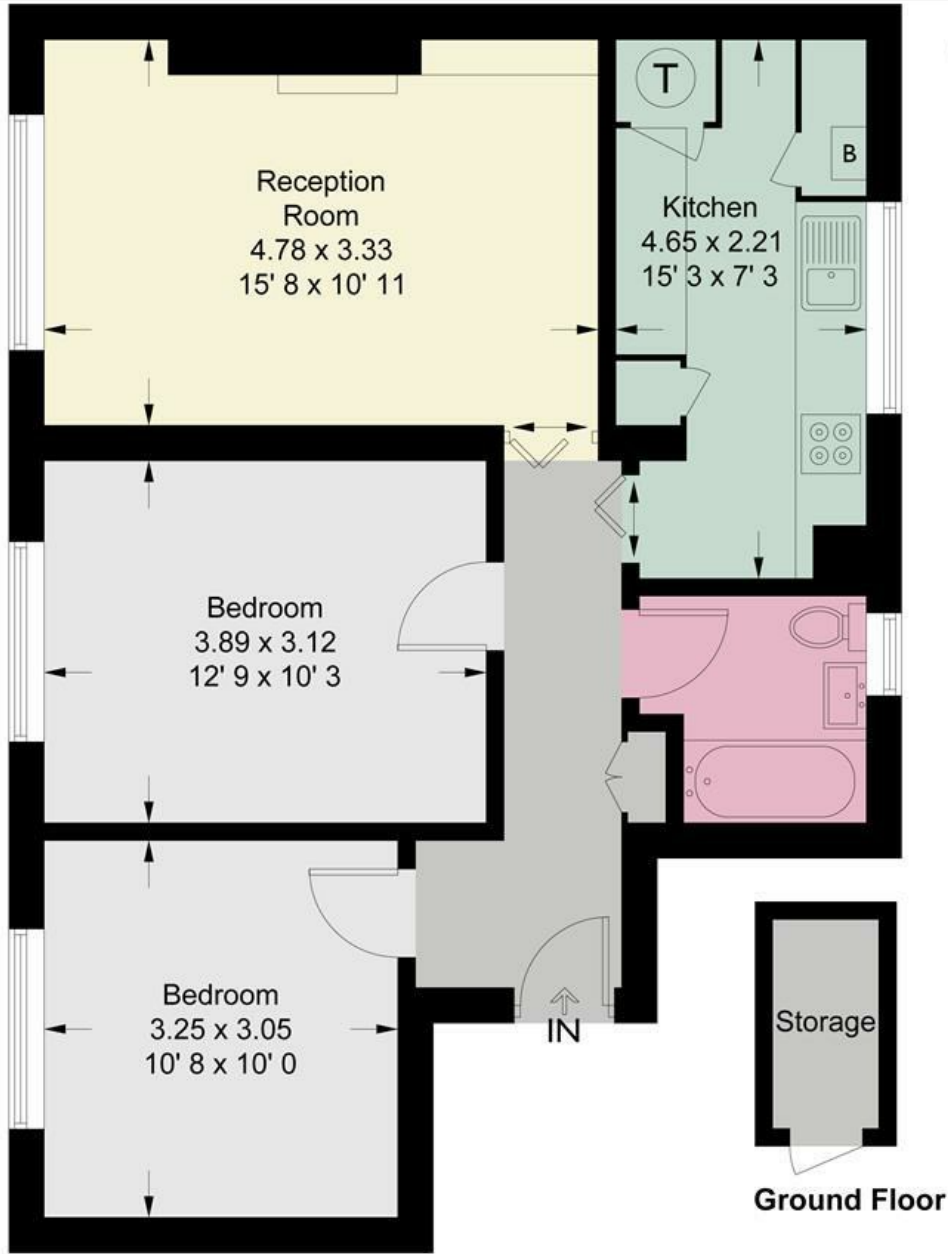 Reception
Room
4.78 x 3.33
15' 8 x 10' 11
T
B
Kitchen
4.65 x 2.21
15' 3 x 7' 3
Bedroom
3.89 x 3.12
12' 9 x 10' 3
Bedroom
3.25 x 3.05
10' 8 x 10' 0
IN
Storage
Ground Floor